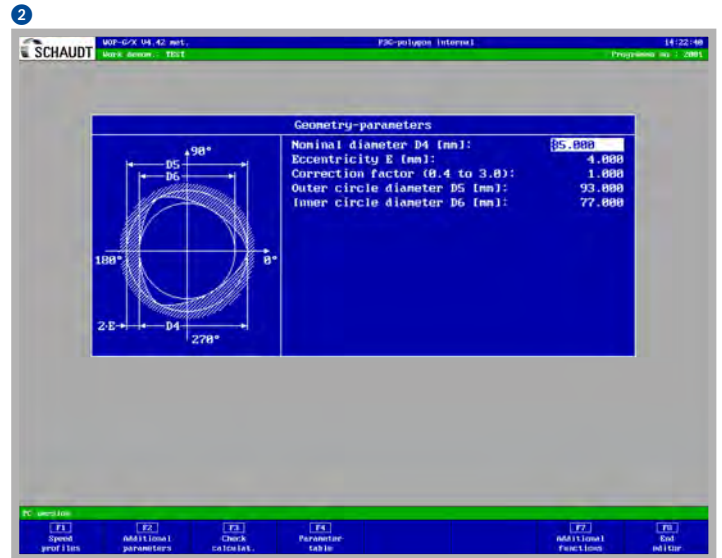 2
SCHAUDT
WOP-G/X V4.42 met.
P3G-polygon internal
14:22:40
Work denom.: TEST
Programme no : 2001
Geometry-parameters
Nominal diameter D4 [mm]: 85.000
Eccentricity E [mm]: 4.000
Correction factor (0.4 to 3.0): 1.000
Outer circle diameter D5 [mm]: 93.000
Inner circle diameter D6 [mm]: 77.000
90°
D5
D6
180°
0°
2·E
D4
270°
PC version
F1 F2 F3 F4 F7 F8
Speed Additional Check Parameter Additional End
profiles parameters calculat. table functions editor